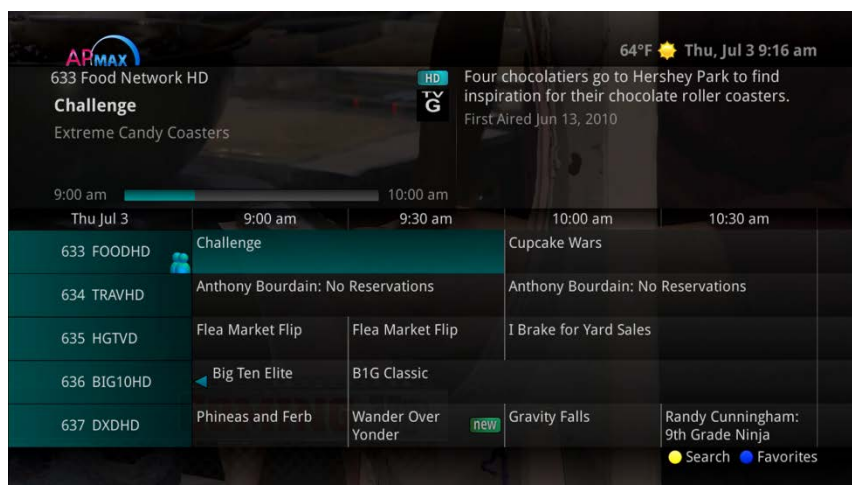 APMAX
64°F Thu, Jul 3 9:16 am
633 Food Network HD
Challenge
Extreme Candy Coasters
HD
TV
G
Four chocolatiers go to Hershey Park to find
inspiration for their chocolate roller coasters.
First Aired Jun 13, 2010
9:00 am 10:00 am
Thu Jul 3 9:00 am 9:30 am 10:00 am 10:30 am
633 FOODHD Challenge Cupcake Wars
634 TRAVHD Anthony Bourdain: No Reservations Anthony Bourdain: No Reservations
635 HGTVD Flea Market Flip Flea Market Flip I Brake for Yard Sales
636 BIG10HD Big Ten Elite B1G Classic
637 DXDHD Phineas and Ferb Wander Over Yonder new Gravity Falls Randy Cunningham: 9th Grade Ninja
Search Favorites